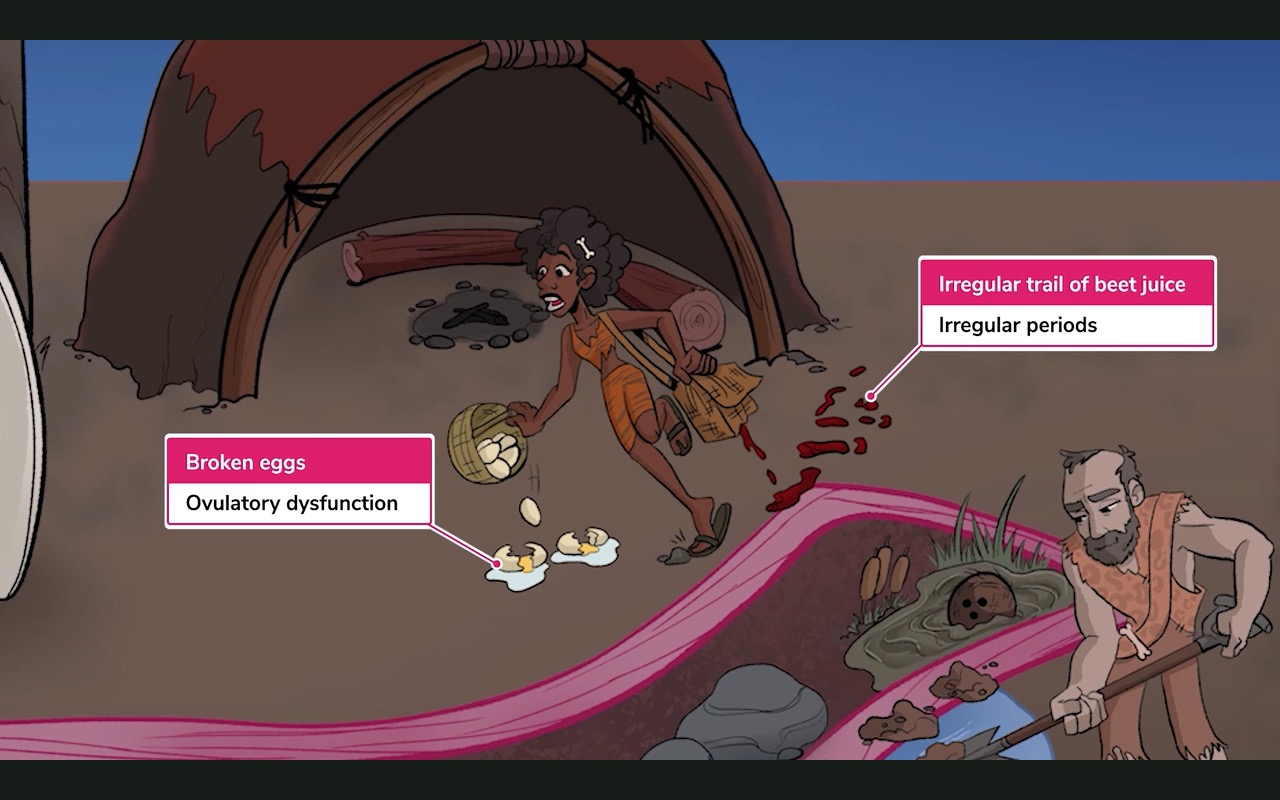 Irregular trail of beet juice
Irregular periods
Broken eggs
Ovulatory dysfunction